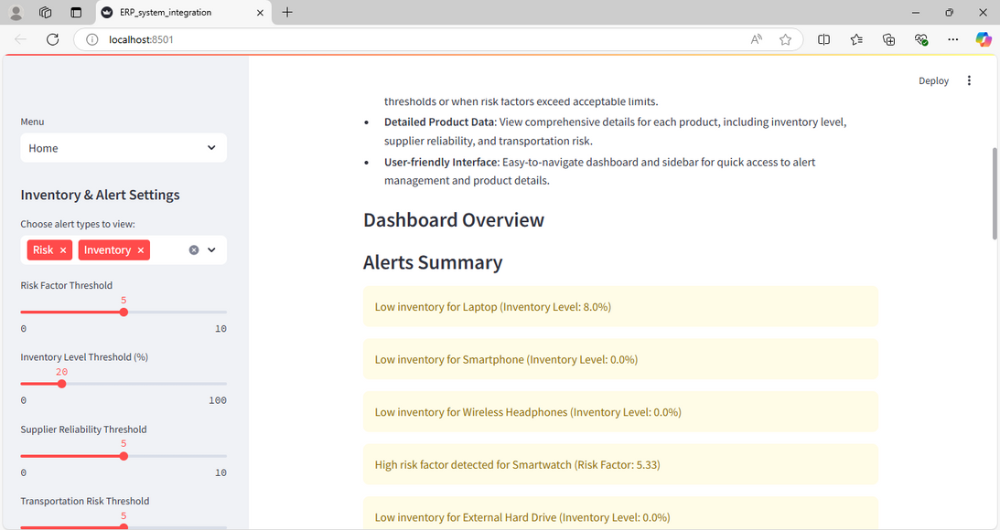 ERP_system_integration
localhost:8501
Deploy
Menu
Home
Inventory & Alert Settings
Choose alert types to view:
Risk × Inventory ×
Risk Factor Threshold
5
0 10
Inventory Level Threshold (%)
20
0 100
Supplier Reliability Threshold
5
0 10
Transportation Risk Threshold
5
thresholds or when risk factors exceed acceptable limits.
• Detailed Product Data: View comprehensive details for each product, including inventory level,
supplier reliability, and transportation risk.
• User-friendly Interface: Easy-to-navigate dashboard and sidebar for quick access to alert
management and product details.
Dashboard Overview
Alerts Summary
Low inventory for Laptop (Inventory Level: 8.0%)
Low inventory for Smartphone (Inventory Level: 0.0%)
Low inventory for Wireless Headphones (Inventory Level: 0.0%)
High risk factor detected for Smartwatch (Risk Factor: 5.33)
Low inventory for External Hard Drive (Inventory Level: 0.0%)